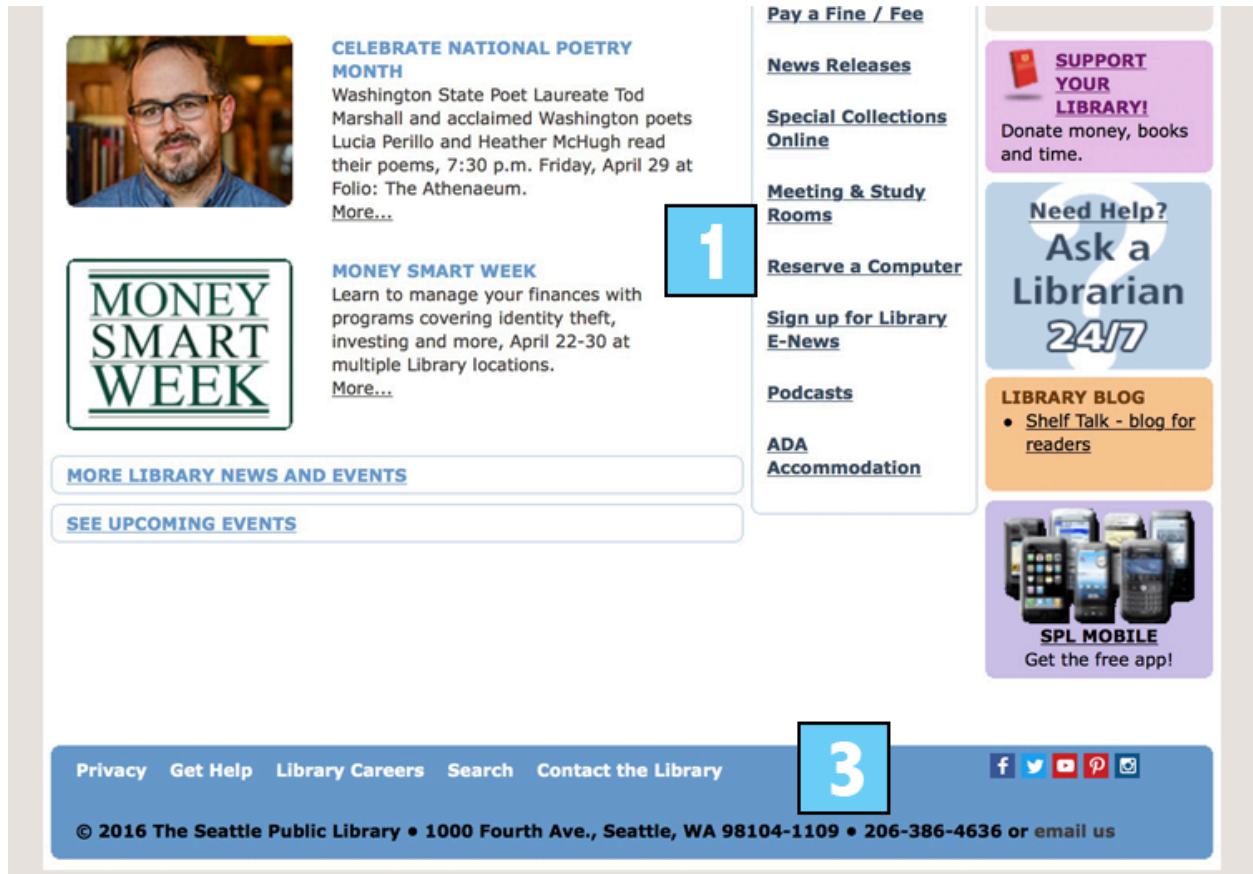 CELEBRATE NATIONAL POETRY
MONTH
Washington State Poet Laureate Tod
Marshall and acclaimed Washington poets
Lucia Perillo and Heather McHugh read
their poems, 7:30 p.m. Friday, April 29 at
Folio: The Athenaeum.
More...
MONEY
SMART
WEEK
MONEY SMART WEEK
Learn to manage your finances with
programs covering identity theft,
investing and more, April 22-30 at
multiple Library locations.
More...
MORE LIBRARY NEWS AND EVENTS
SEE UPCOMING EVENTS
1
Pay a Fine / Fee
News Releases
Special Collections
Online
Meeting & Study
Rooms
Reserve a Computer
Sign up for Library
E-News
Podcasts
ADA
Accommodation
SUPPORT
YOUR
LIBRARY!
Donate money, books
and time.
?
Need Help?
Ask a
Librarian
24/7
LIBRARY BLOG
• Shelf Talk - blog for
readers
SPL MOBILE
Get the free app!
3
Privacy Get Help Library Careers Search Contact the Library
© 2016 The Seattle Public Library • 1000 Fourth Ave., Seattle, WA 98104-1109 • 206-386-4636 or email us